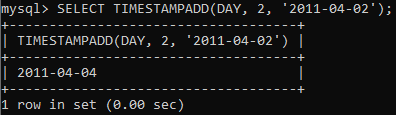 mysql> SELECT TIMESTAMPADD(DAY, 2, '2011-04-02');
+------------------------------------+
| TIMESTAMPADD(DAY, 2, '2011-04-02') |
+------------------------------------+
| 2011-04-04                         |
+------------------------------------+
1 row in set (0.00 sec)